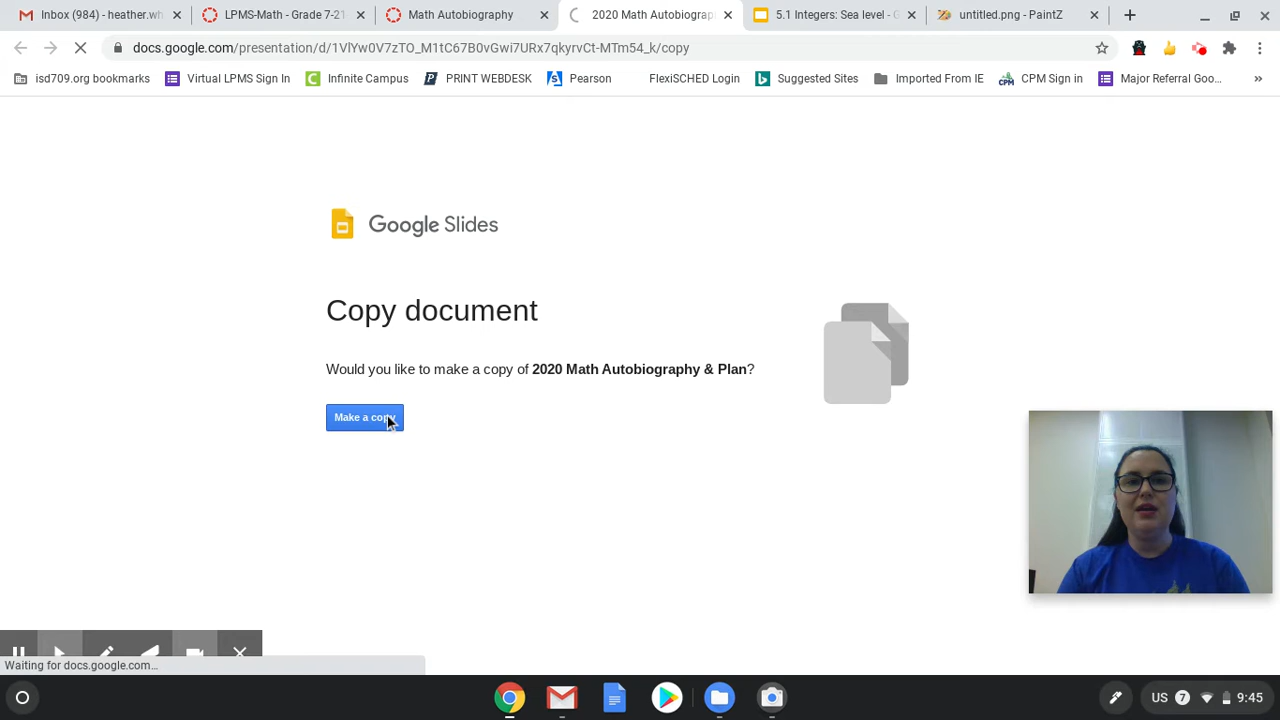 Inbox (984) - heather.wh
LPMS-Math - Grade 7-21
Math Autobiography
2020 Math Autobiograp
5.1 Integers: Sea level - G
untitled.png - PaintZ
docs.google.com/presentation/d/1VlYw0V7zTO_M1tC67B0vGwi7URx7qkyrvCt-MTm54_k/copy
isd709.org bookmarks
Virtual LPMS Sign In
Infinite Campus
PRINT WEBDESK
Pearson
FlexiSCHED Login
Suggested Sites
Imported From IE
CPM Sign in
Major Referral Goo...
Google Slides
Copy document
Would you like to make a copy of 2020 Math Autobiography & Plan?
Make a copy
Waiting for docs.google.com...
US 7 9:45